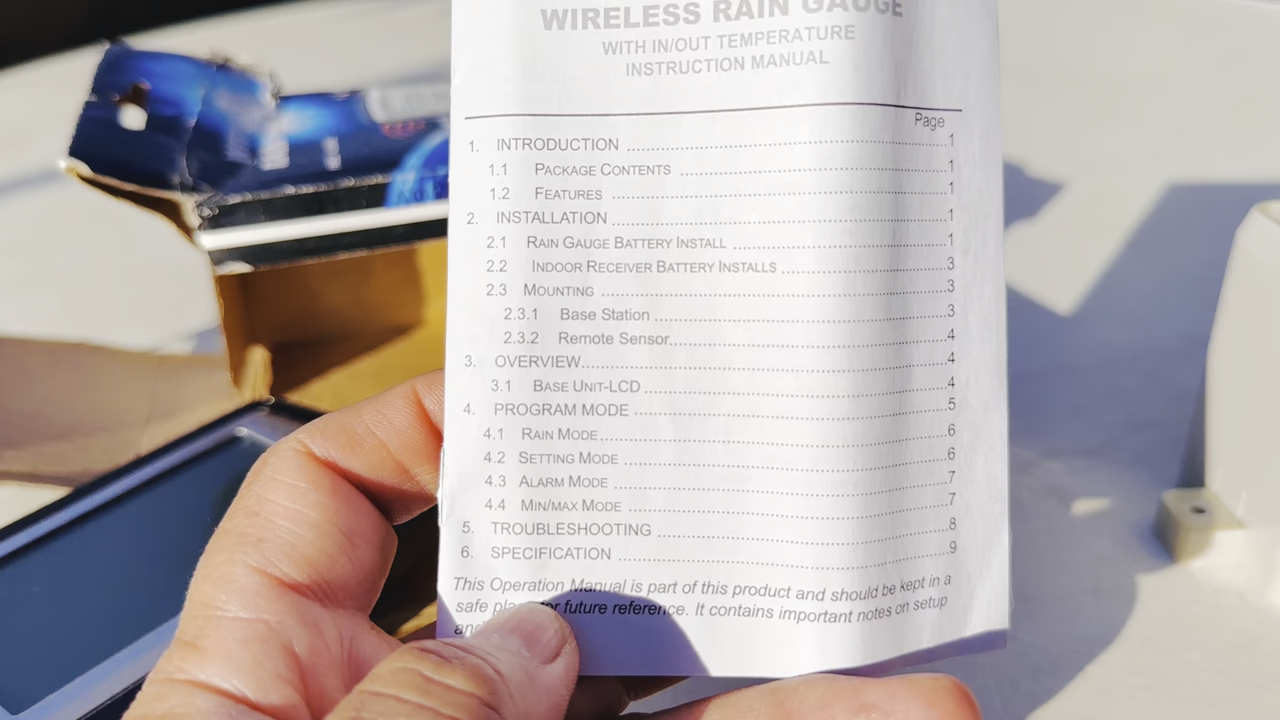 WIRELESS RAIN GAUGE
WITH IN/OUT TEMPERATURE
INSTRUCTION MANUAL
Page
1. INTRODUCTION ........ 1
1.1 PACKAGE CONTENTS ........ 1
1.2 FEATURES ........ 1
2. INSTALLATION ........ 1
2.1 RAIN GAUGE BATTERY INSTALL ........ 1
2.2 INDOOR RECEIVER BATTERY INSTALLS ........ 3
2.3 MOUNTING ........ 3
2.3.1 Base Station ........ 3
2.3.2 Remote Sensor ........ 4
3. OVERVIEW ........ 4
3.1 BASE UNIT-LCD ........ 4
4. PROGRAM MODE ........ 5
4.1 RAIN MODE ........ 6
4.2 SETTING MODE ........ 6
4.3 ALARM MODE ........ 7
4.4 MIN/MAX MODE ........ 7
5. TROUBLESHOOTING ........ 8
6. SPECIFICATION ........ 9
This Operation Manual is part of this product and should be kept in a
safe for future reference. It contains important notes on setup